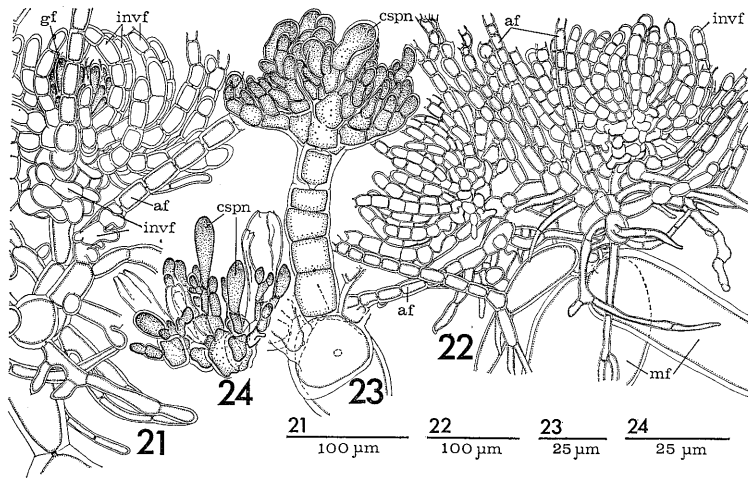 gf invf cspn af invf
af
invf
cspn
af
mf
21 24 23 22
21 22 23 24
100 µm 100 µm 25 µm 25 µm